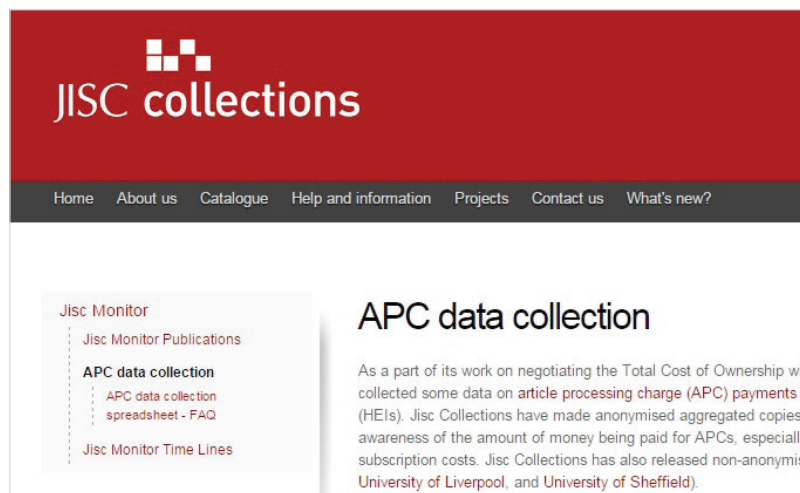 JISC collections
Home About us Catalogue Help and information Projects Contact us What's new?
Jisc Monitor
Jisc Monitor Publications
APC data collection
APC data collection
spreadsheet - FAQ
Jisc Monitor Time Lines
APC data collection
As a part of its work on negotiating the Total Cost of Ownership
collected some data on article processing charge (APC) payments
(HEIs). Jisc Collections have made anonymised aggregated copies
awareness of the amount of money being paid for APCs,
subscription costs. Jisc Collections has also released
University of Liverpool, and University of Sheffield).